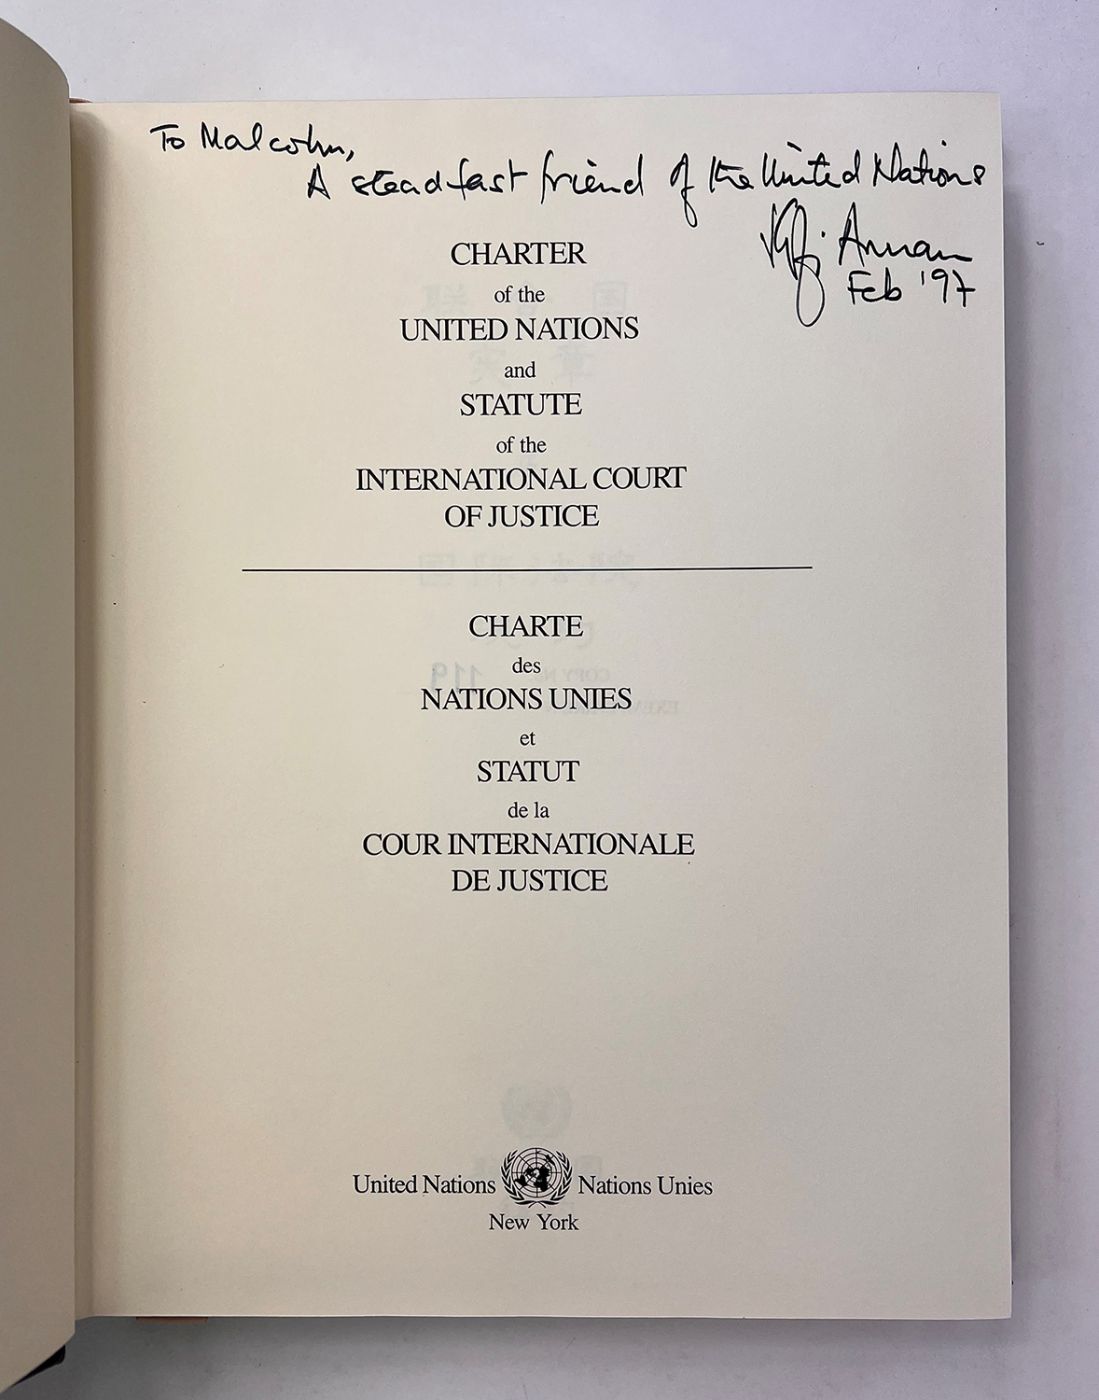 To Malcolm,
A steadfast friend of the United Nations
Kofi Annan
Feb '97
CHARTER
of the
UNITED NATIONS
and
STATUTE
of the
INTERNATIONAL COURT
OF JUSTICE
CHARTE
des
NATIONS UNIES
et
STATUT
de la
COUR INTERNATIONALE
DE JUSTICE
United Nations Nations Unies
New York